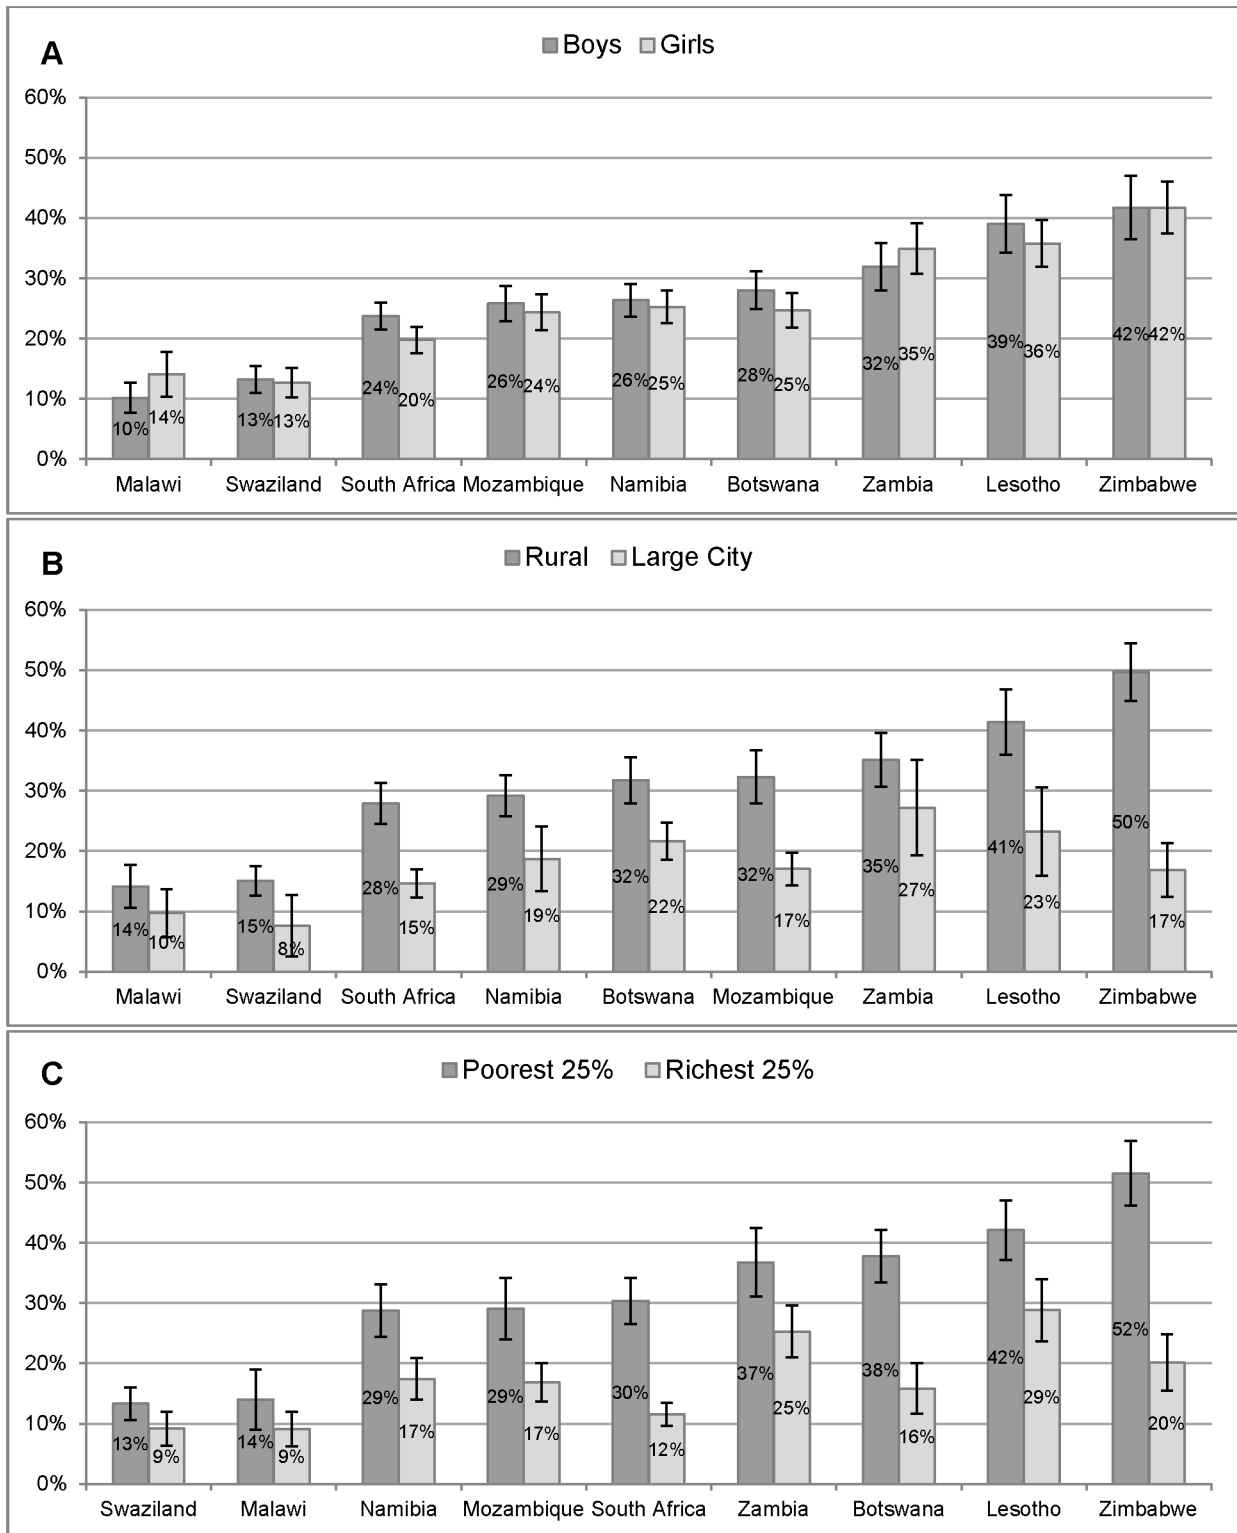 A
Boys Girls
60%
50%
40%
30%
20%
10%
0%
10% 14% 13% 13% 24% 20% 26% 24% 26% 25% 28% 25% 32% 35% 39% 36% 42% 42%
Malawi Swaziland South Africa Mozambique Namibia Botswana Zambia Lesotho Zimbabwe
B
Rural Large City
60%
50%
40%
30%
20%
10%
0%
14% 10% 15% 8% 28% 15% 29% 19% 32% 22% 32% 17% 35% 27% 41% 23% 50% 17%
Malawi Swaziland South Africa Namibia Botswana Mozambique Zambia Lesotho Zimbabwe
C
Poorest 25% Richest 25%
60%
50%
40%
30%
20%
10%
0%
13% 9% 14% 9% 29% 17% 29% 17% 30% 12% 37% 25% 38% 16% 42% 29% 52% 20%
Swaziland Malawi Namibia Mozambique South Africa Zambia Botswana Lesotho Zimbabwe